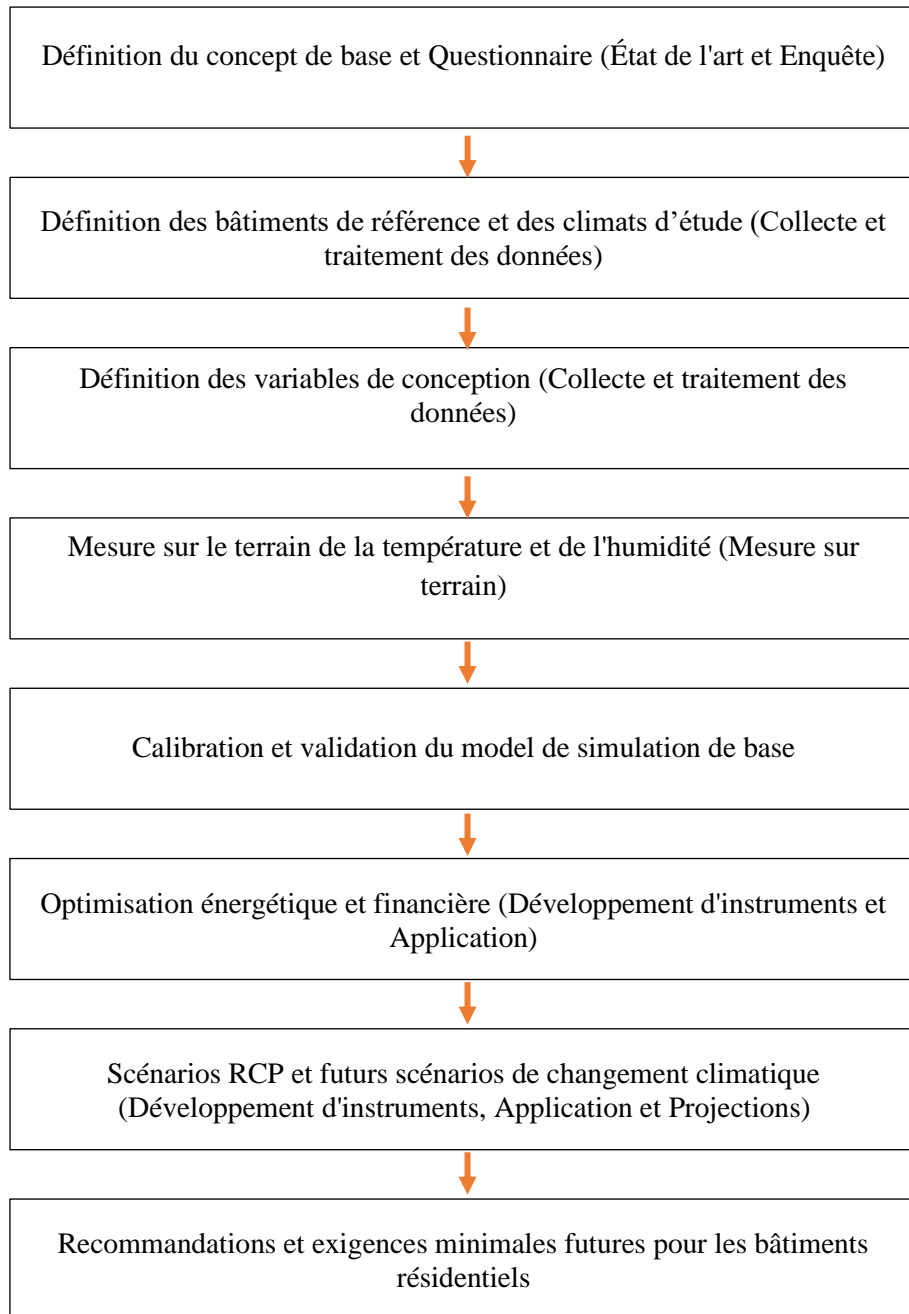 Définition du concept de base et Questionnaire (État de l'art et Enquête)
Définition des bâtiments de référence et des climats d’étude (Collecte et
traitement des données)
Définition des variables de conception (Collecte et traitement des
données)
Mesure sur le terrain de la température et de l'humidité (Mesure sur
terrain)
Calibration et validation du model de simulation de base
Optimisation énergétique et financière (Développement d'instruments et
Application)
Scénarios RCP et futurs scénarios de changement climatique
(Développement d'instruments, Application et Projections)
Recommandations et exigences minimales futures pour les bâtiments
résidentiels